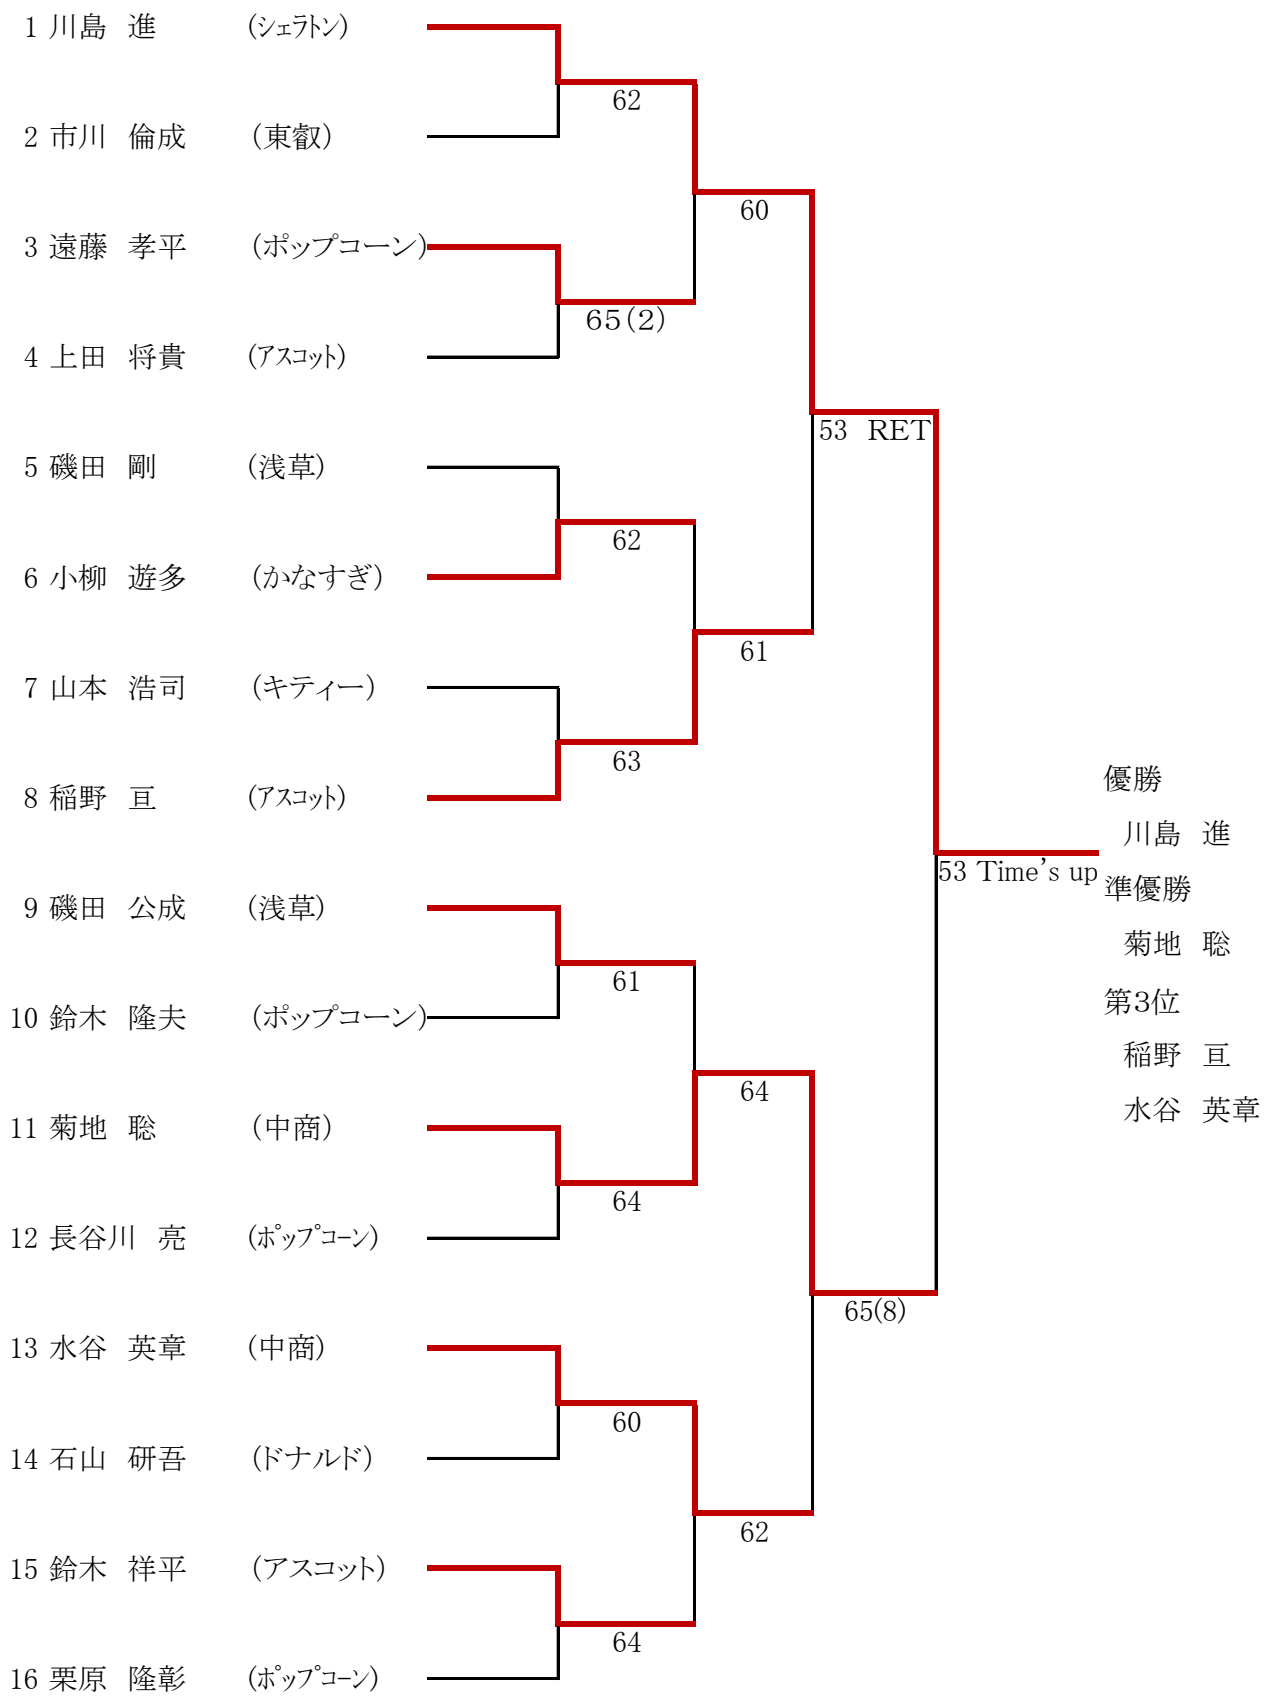 1 川島 進 (シェラトン)
62
2 市川 倫成 (東叡)
60
3 遠藤 孝平 (ポップコーン)
65(2)
4 上田 将貴 (アスコット)
53 RET
5 磯田 剛 (浅草)
62
6 小柳 遊多 (かなすぎ)
61
7 山本 浩司 (キティー)
63
8 稲野 亘 (アスコット)
優勝
川島 進
53 Time's up
準優勝
9 磯田 公成 (浅草)
菊地 聡
61
第3位
10 鈴木 隆夫 (ポップコーン)
稲野 亘
64
水谷 英章
11 菊地 聡 (中商)
64
12 長谷川 亮 (ポップコーン)
65(8)
13 水谷 英章 (中商)
60
14 石山 研吾 (ドナルド)
62
15 鈴木 祥平 (アスコット)
64
16 栗原 隆彰 (ポップコーン)